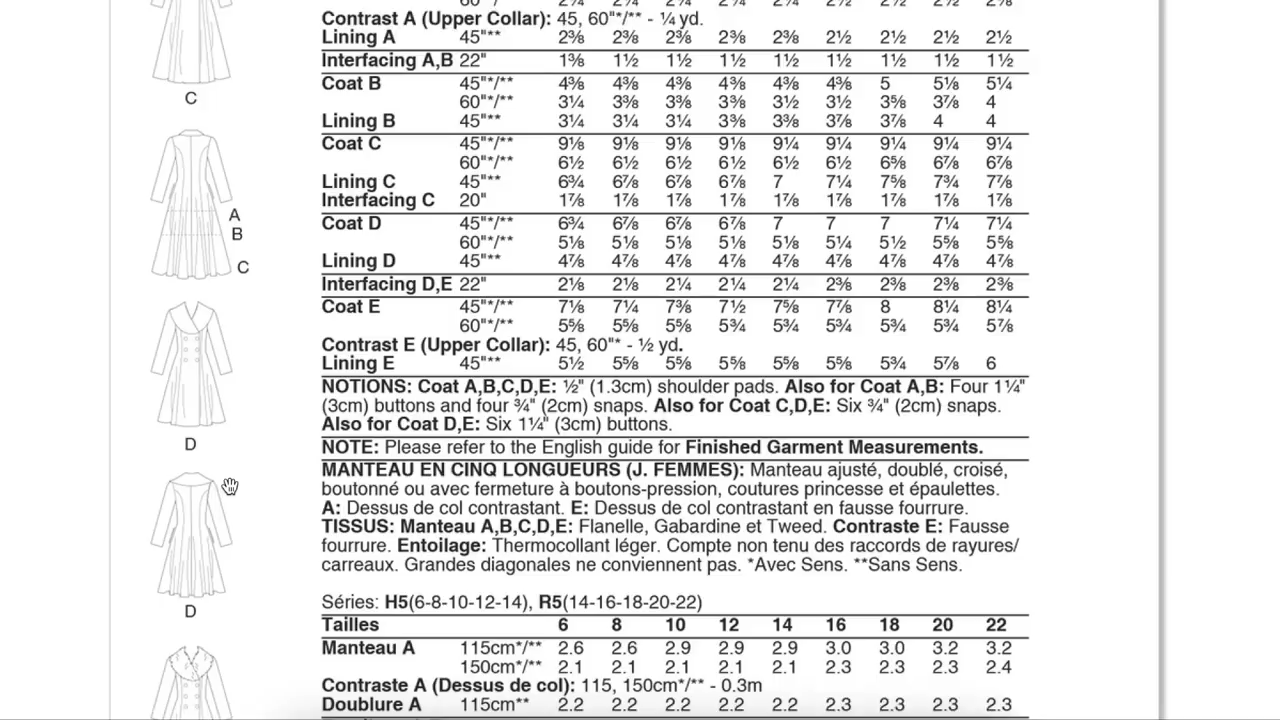 C
A
B
C
D
D
Contrast A (Upper Collar): 45, 60"*/** - ¼ yd.
Lining A 45"** 2⅜ 2⅜ 2⅜ 2⅜ 2⅜ 2½ 2½ 2½ 2½
Interfacing A,B 22" 1⅜ 1½ 1½ 1½ 1½ 1½ 1½ 1½ 1½
Coat B 45"*/** 4⅜ 4⅜ 4⅜ 4⅜ 4⅜ 4⅜ 5 5⅛ 5¼
60"*/** 3¼ 3⅜ 3⅜ 3⅜ 3½ 3½ 3⅝ 3⅞ 4
Lining B 45"** 3¼ 3¼ 3¼ 3⅜ 3⅜ 3⅞ 3⅞ 4 4
Coat C 45"*/** 9⅛ 9⅛ 9⅛ 9⅛ 9¼ 9¼ 9¼ 9¼ 9¼
60"*/** 6½ 6½ 6½ 6½ 6½ 6½ 6⅝ 6⅞ 6⅞
Lining C 45"** 6¾ 6⅞ 6⅞ 6⅞ 7 7¼ 7⅝ 7¾ 7⅞
Interfacing C 20" 1⅞ 1⅞ 1⅞ 1⅞ 1⅞ 1⅞ 1⅞ 1⅞ 1⅞
Coat D 45"*/** 6¾ 6⅞ 6⅞ 6⅞ 7 7 7 7¼ 7¼
60"*/** 5⅛ 5⅛ 5⅛ 5⅛ 5⅛ 5¼ 5½ 5⅝ 5⅝
Lining D 45"** 4⅞ 4⅞ 4⅞ 4⅞ 4⅞ 4⅞ 4⅞ 4⅞ 4⅞
Interfacing D,E 22" 2⅛ 2⅛ 2¼ 2¼ 2¼ 2⅜ 2⅜ 2⅜ 2⅜
Coat E 45"*/** 7⅛ 7¼ 7⅜ 7½ 7⅝ 7⅞ 8 8¼ 8¼
60"*/** 5⅝ 5⅝ 5⅝ 5¾ 5¾ 5¾ 5¾ 5¾ 5⅞
Contrast E (Upper Collar): 45, 60"* - ½ yd.
Lining E 45"** 5½ 5⅝ 5⅝ 5⅝ 5⅝ 5⅝ 5¾ 5⅞ 6
NOTIONS: Coat A,B,C,D,E: ½" (1.3cm) shoulder pads. Also for Coat A,B: Four 1¼"
(3cm) buttons and four ¾" (2cm) snaps. Also for Coat C,D,E: Six ¾" (2cm) snaps.
Also for Coat D,E: Six 1¼" (3cm) buttons.
NOTE: Please refer to the English guide for Finished Garment Measurements.
MANTEAU EN CINQ LONGUEURS (J. FEMMES): Manteau ajusté, doublé, croisé,
boutonné ou avec fermeture à boutons-pression, coutures princesse et épaulettes.
A: Dessus de col contrastant. E: Dessus de col contrastant en fausse fourrure.
TISSUS: Manteau A,B,C,D,E: Flanelle, Gabardine et Tweed. Contraste E: Fausse
fourrure. Entoilage: Thermocollant léger. Compte non tenu des raccords de rayures/
carreaux. Grandes diagonales ne conviennent pas. *Avec Sens. **Sans Sens.
Séries: H5(6-8-10-12-14), R5(14-16-18-20-22)
Tailles 6 8 10 12 14 16 18 20 22
Manteau A 115cm*/** 2.6 2.6 2.9 2.9 2.9 3.0 3.0 3.2 3.2
150cm*/** 2.1 2.1 2.1 2.1 2.1 2.3 2.3 2.3 2.4
Contraste A (Dessus de col): 115, 150cm*/** - 0.3m
Doublure A 115cm** 2.2 2.2 2.2 2.2 2.2 2.3 2.3 2.3 2.3